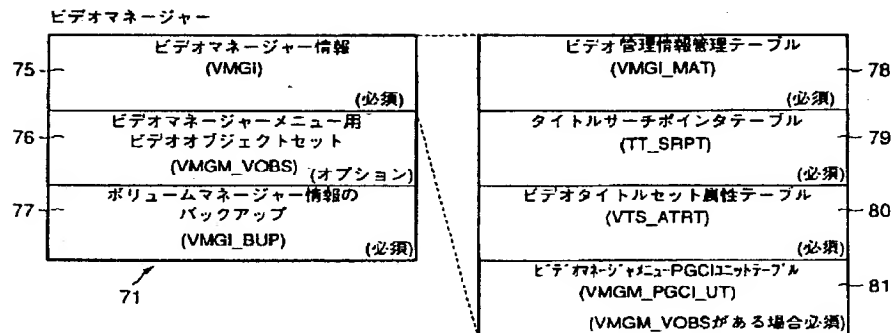 ビデオマネージャー
75
ビデオマネージャー情報
(VMGi)
(必須)
76
ビデオマネージャーメニュー用
ビデオオブジェクトセット
(VMGM_VOBS)
(オプション)
77
ボリュームマネージャー情報の
バックアップ
(VMGI_BUP)
(必須)
71
ビデオ管理情報管理テーブル
(VMGI_MAT)
(必須)
78
タイトルサーチポインタテーブル
(TT_SRPT)
(必須)
79
ビデオタイトルセット属性テーブル
(VTS_ATRT)
(必須)
80
ビデオマネージャメニューPGCIユニットテーブル
(VMGM_PGCI_UT)
(VMGM_VOBSがある場合必須)
81